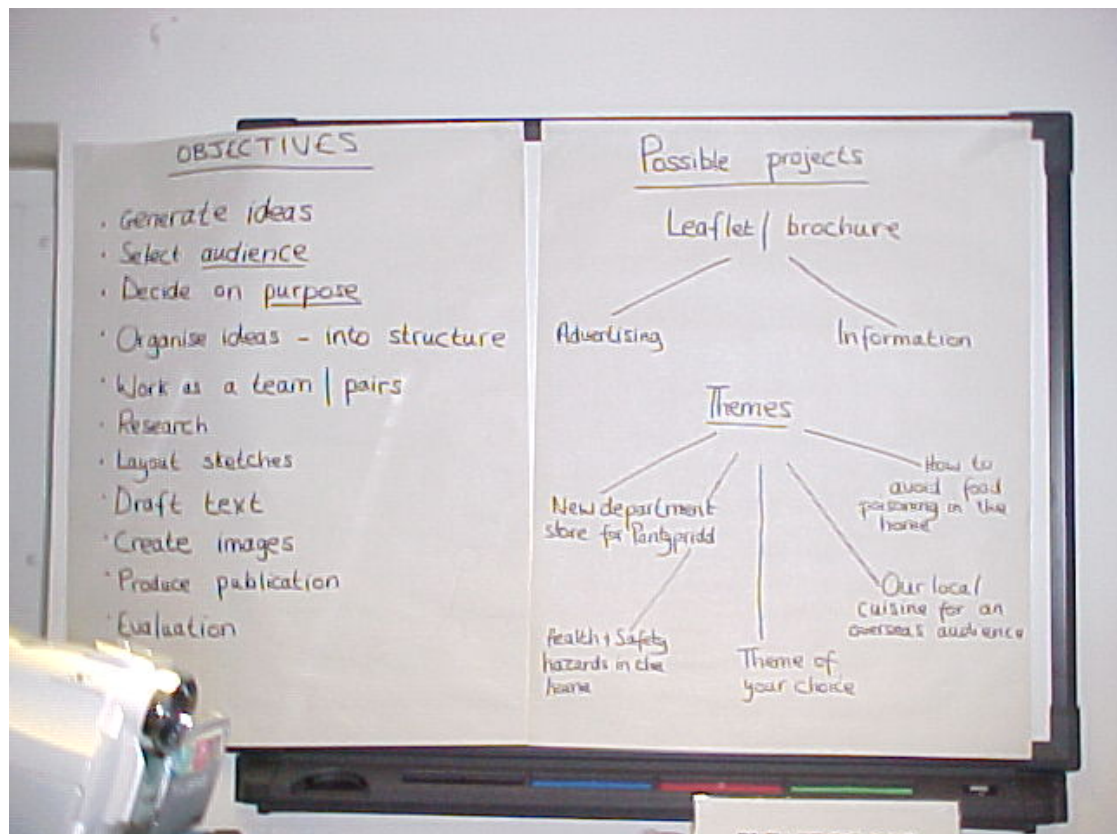 OBJECTIVES
· Generate ideas
· Select audience
· Decide on purpose
· Organise ideas - into structure
· Work as a team / pairs
· Research
· Layout sketches
· Draft text
· Create images
· Produce publication
· Evaluation
Possible projects
Leaflet / brochure
Advertising
Information
Themes
New department
store for Pontypridd
Health + Safety
hazards in the
home
Theme of
your choice
Our local
cuisine for an
overseas audience
How to
avoid food
poisoning in the
home